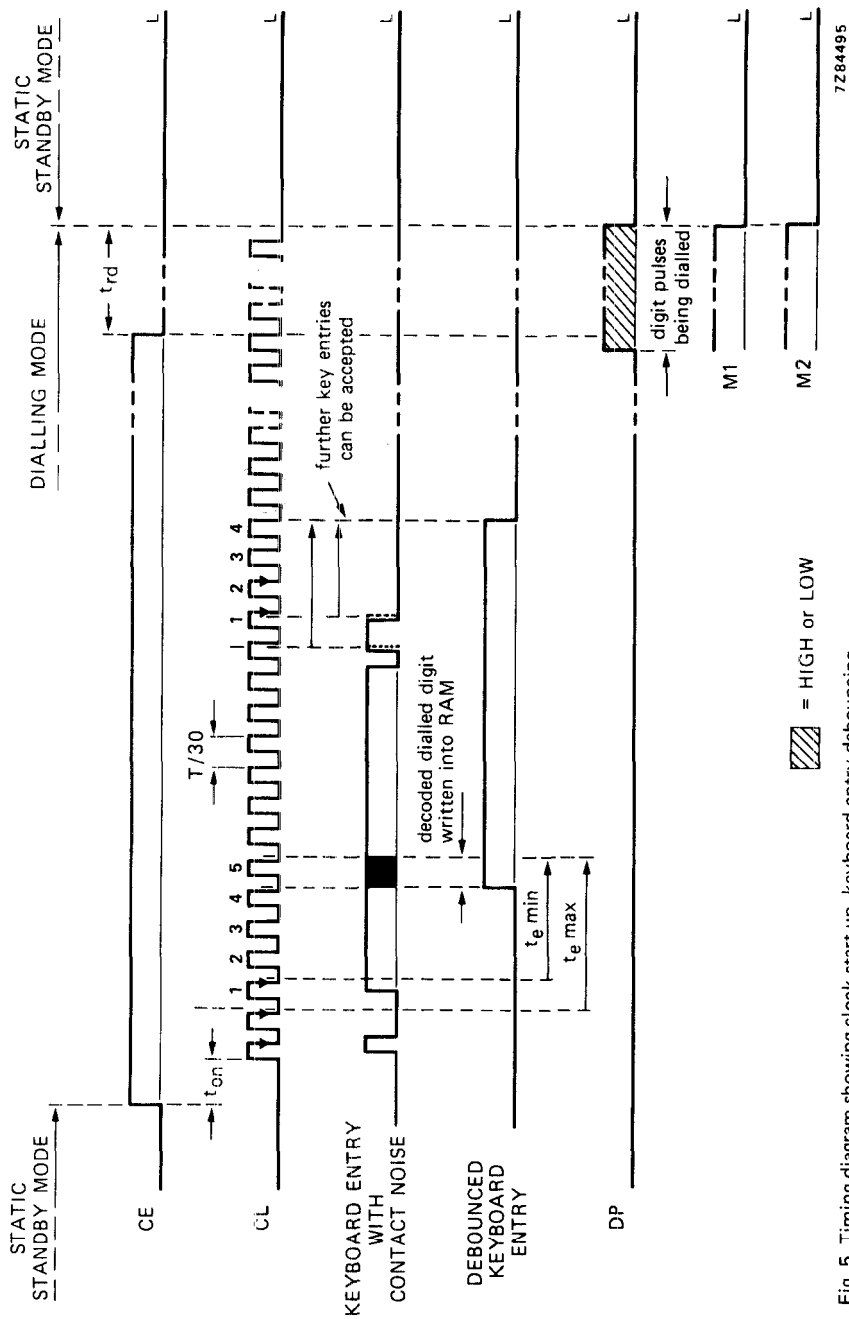 STATIC
STANDBY MODE
DIALLING MODE
STATIC
STANDBY MODE
CE
t_on
t_rd
L
CL
1 2 3 4 5
T/30
1 2 3 4
L
further key entries
can be accepted
KEYBOARD ENTRY
WITH
CONTACT NOISE
L
decoded dialled digit
written into RAM
DEBOUNCED
KEYBOARD
ENTRY
L
t_e min
t_e max
DP
L
digit pulses
being dialled
M1
L
M2
L
= HIGH or LOW
7Z84495
Fig. 5 Timing diagram showing clock start up, keyboard entry debouncing